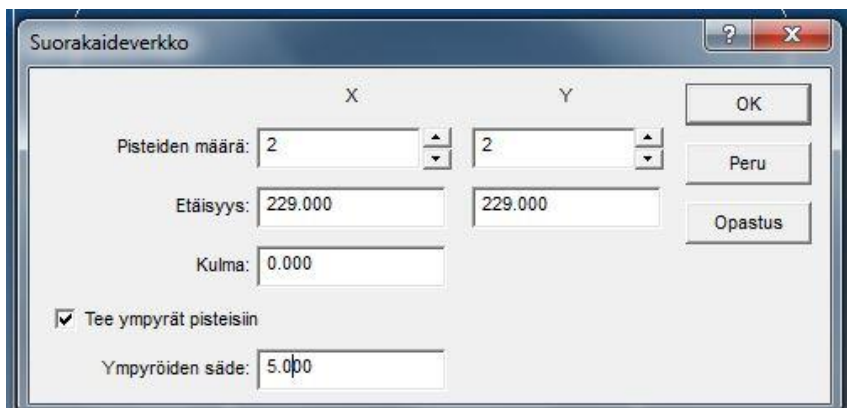 Suorakaideverkko
X Y
OK
Pisteiden määrä: 2 2
Peru
Etäisyys: 229.000 229.000
Opastus
Kulma: 0.000
Tee ympyrät pisteisiin
Ympyröiden säde: 5.000